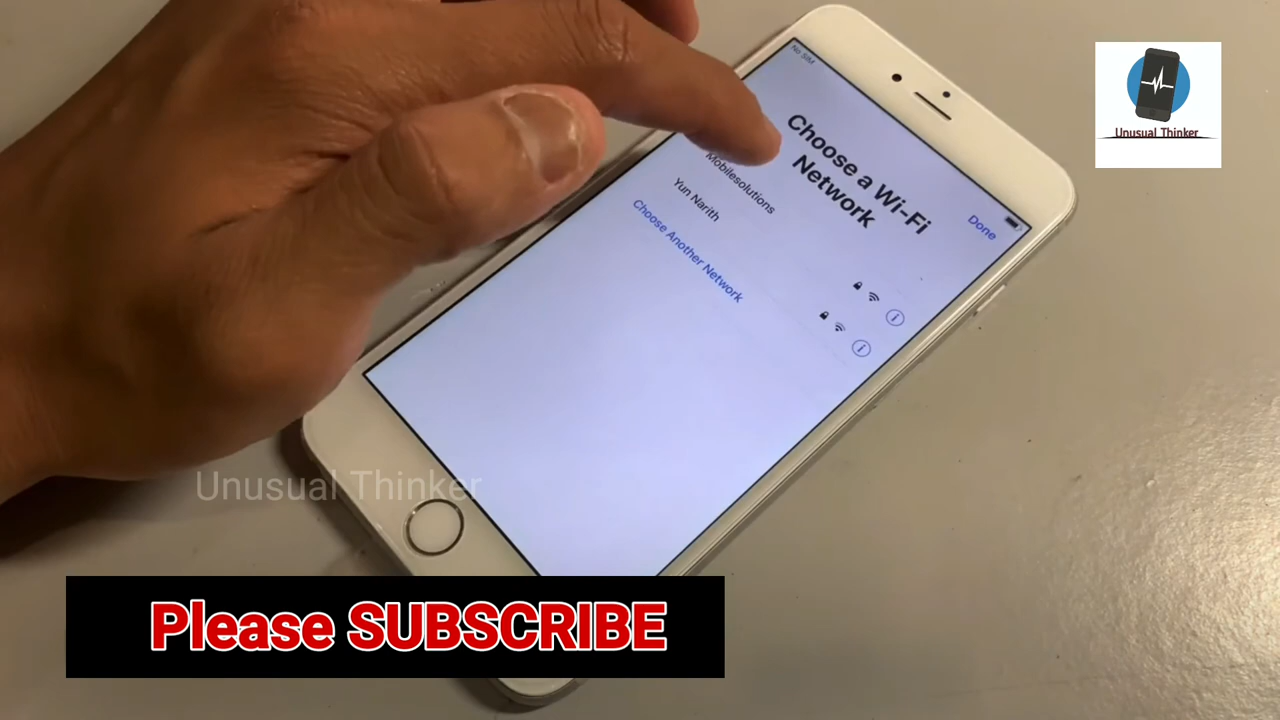 No SIM
Choose a Wi-Fi
Network
Done
Mobilesolutions
Yun Narith
Choose Another Network
Unusual Thinker
Unusual Thinker
Please SUBSCRIBE